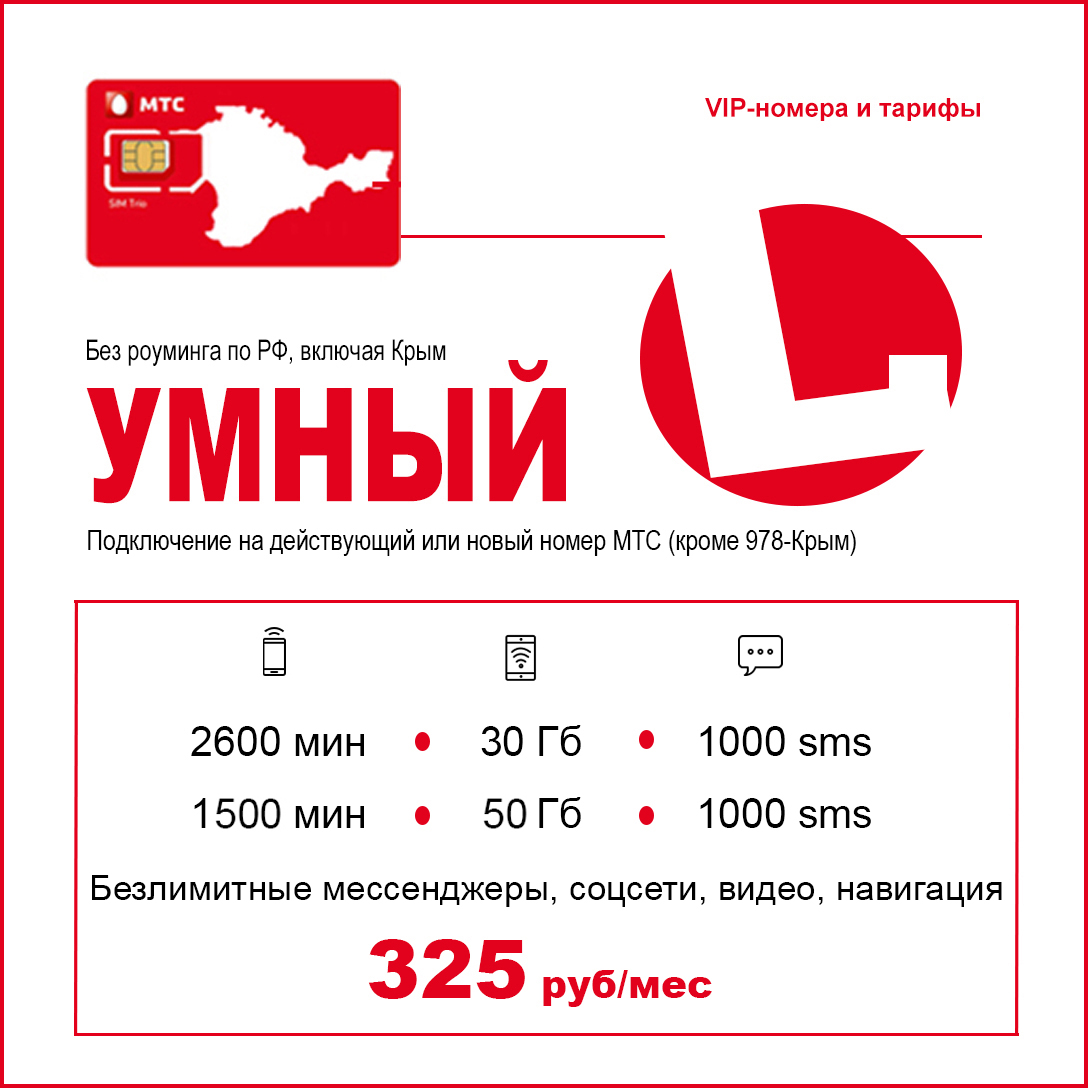 МТС
SIM Trio
VIP-номера и тарифы
Без роуминга по РФ, включая Крым
УМНЫЙ
Подключение на действующий или новый номер МТС (кроме 978-Крым)
2600 мин • 30 Гб • 1000 sms
1500 мин • 50 Гб • 1000 sms
Безлимитные мессенджеры, соцсети, видео, навигация
325 руб/мес